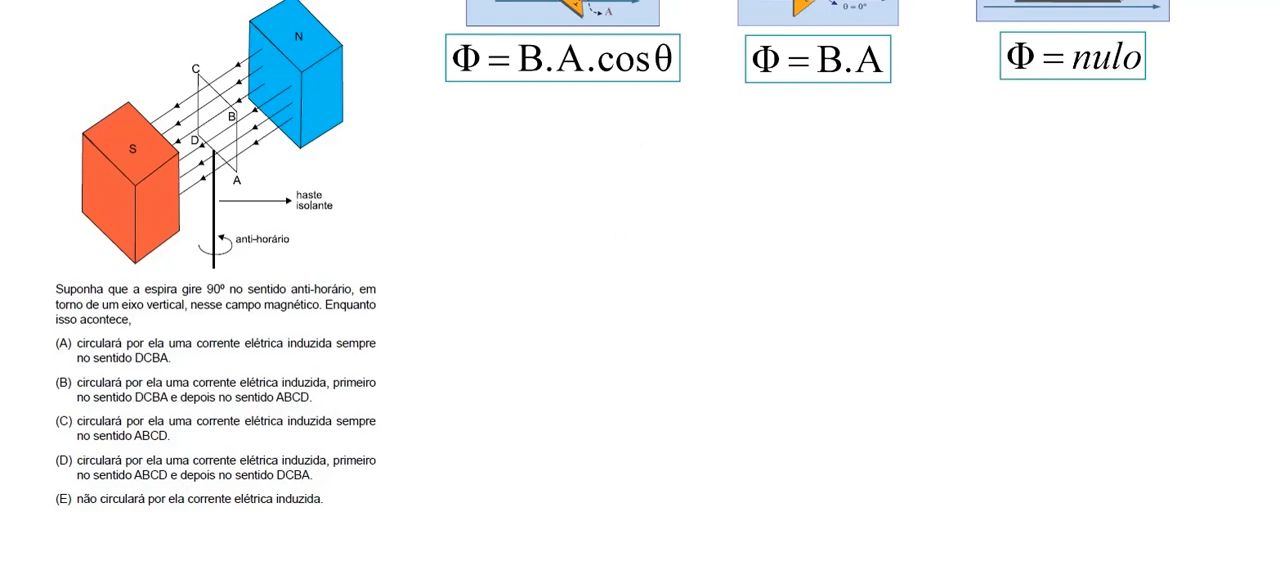 A
θ = 0°
Φ = B.A.cosθ
Φ = B.A
Φ = nulo
N
C
B
S
D
A
haste
isolante
anti-horário
Suponha que a espira gire 90º no sentido anti-horário, em
torno de um eixo vertical, nesse campo magnético. Enquanto
isso acontece,
(A) circulará por ela uma corrente elétrica induzida sempre
no sentido DCBA.
(B) circulará por ela uma corrente elétrica induzida, primeiro
no sentido DCBA e depois no sentido ABCD.
(C) circulará por ela uma corrente elétrica induzida sempre
no sentido ABCD.
(D) circulará por ela uma corrente elétrica induzida, primeiro
no sentido ABCD e depois no sentido DCBA.
(E) não circulará por ela corrente elétrica induzida.